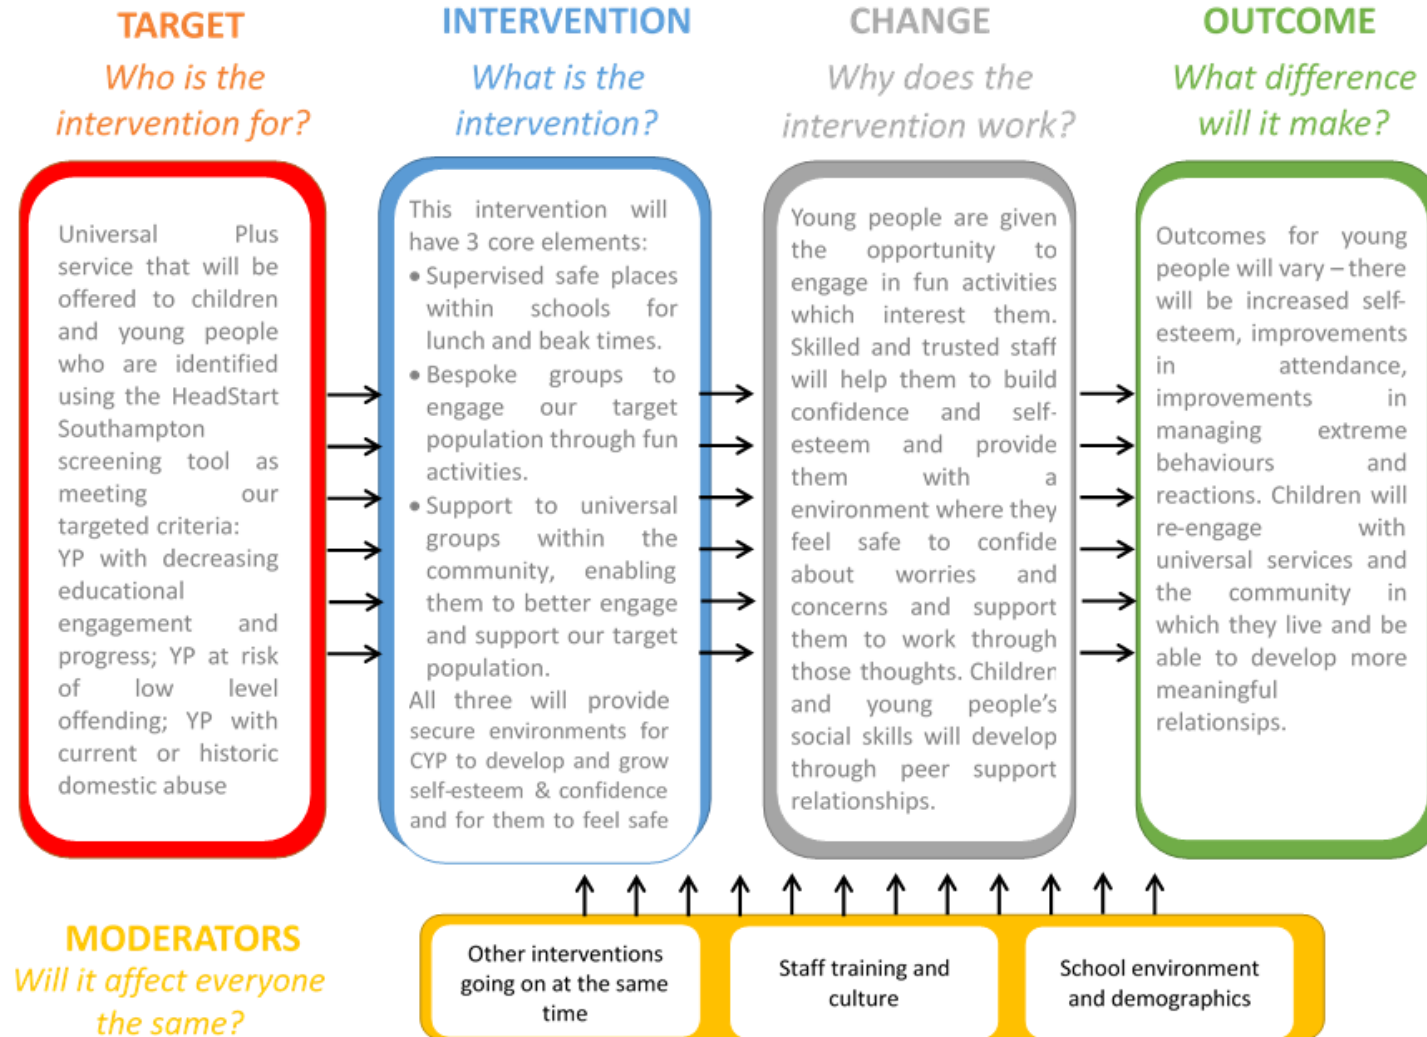 TARGET
Who is the
intervention for?
Universal Plus
service that will be
offered to children
and young people
who are identified
using the HeadStart
Southampton
screening tool as
meeting our
targeted criteria:
YP with decreasing
educational
engagement and
progress; YP at risk
of low level
offending; YP with
current or historic
domestic abuse
INTERVENTION
What is the
intervention?
This intervention will
have 3 core elements:
• Supervised safe places
within schools for
lunch and beak times.
• Bespoke groups to
engage our target
population through fun
activities.
• Support to universal
groups within the
community, enabling
them to better engage
and support our target
population.
All three will provide
secure environments for
CYP to develop and grow
self-esteem & confidence
and for them to feel safe
CHANGE
Why does the
intervention work?
Young people are given
the opportunity to
engage in fun activities
which interest them.
Skilled and trusted staff
will help them to build
confidence and self-
esteem and provide
them with a
environment where they
feel safe to confide
about worries and
concerns and support
them to work through
those thoughts. Children
and young people's
social skills will develop
through peer support
relationships.
OUTCOME
What difference
will it make?
Outcomes for young
people will vary – there
will be increased self-
esteem, improvements
in attendance,
improvements in
managing extreme
behaviours and
reactions. Children will
re-engage with
universal services and
the community in
which they live and be
able to develop more
meaningful
relationsips.
MODERATORS
Will it affect everyone
the same?
Other interventions
going on at the same
time
Staff training and
culture
School environment
and demographics